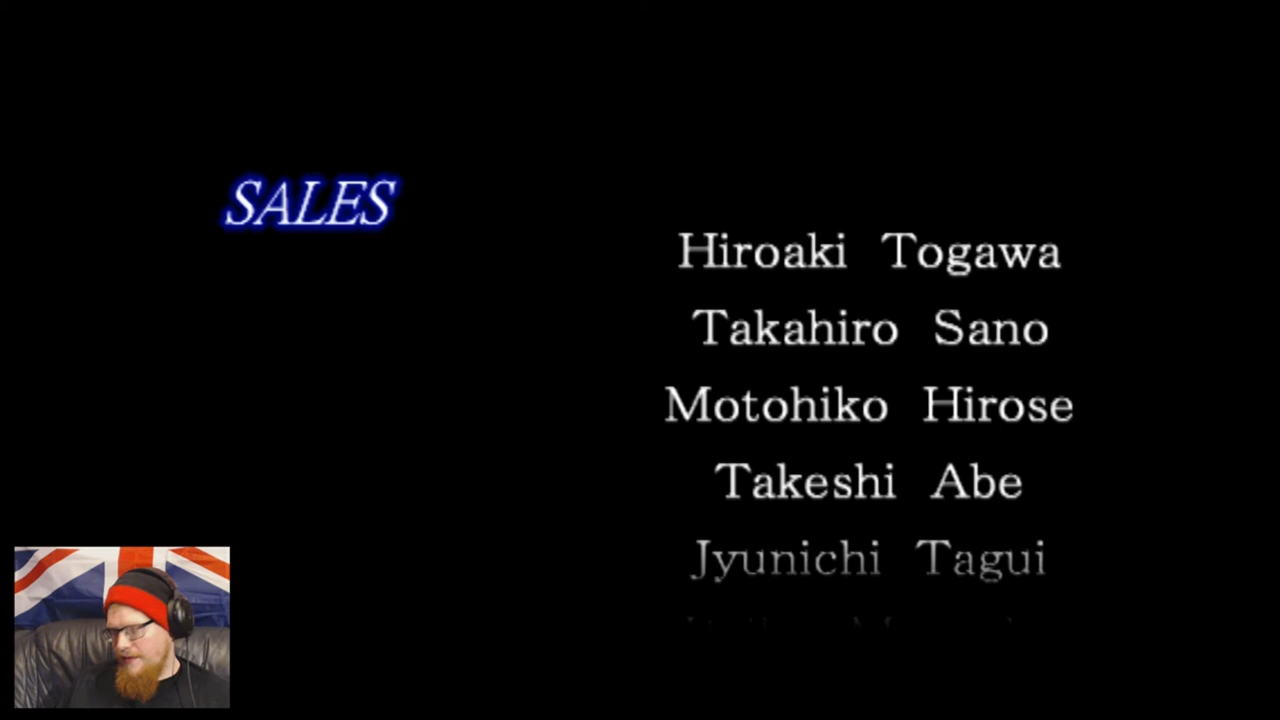 SALES
Hiroaki Togawa
Takahiro Sano
Motohiko Hirose
Takeshi Abe
Jyunichi Tagui